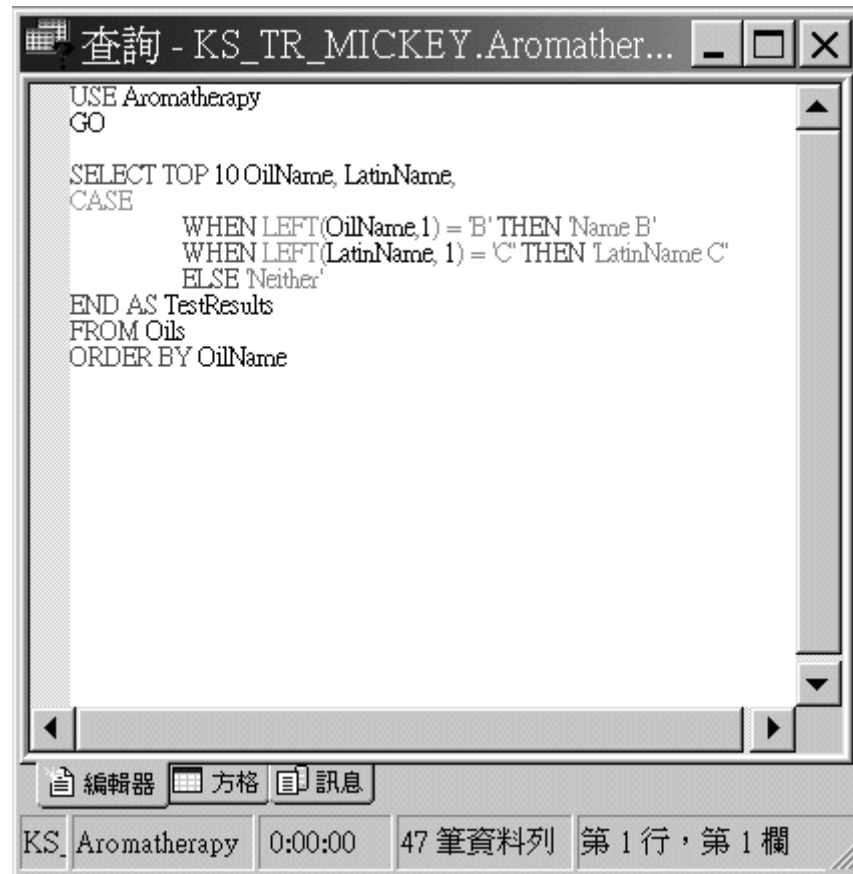 查詢 - KS_TR_MICKEY.Aromather...
USE Aromatherapy
GO
SELECT TOP 10 OilName, LatinName,
CASE
WHEN LEFT(OilName,1) = 'B' THEN 'Name B'
WHEN LEFT(LatinName, 1) = 'C' THEN 'LatinName C'
ELSE 'Neither'
END AS TestResults
FROM Oils
ORDER BY OilName
編輯器 方格 訊息
KS_ Aromatherapy 0:00:00 47 筆資料列 第 1 行，第 1 欄